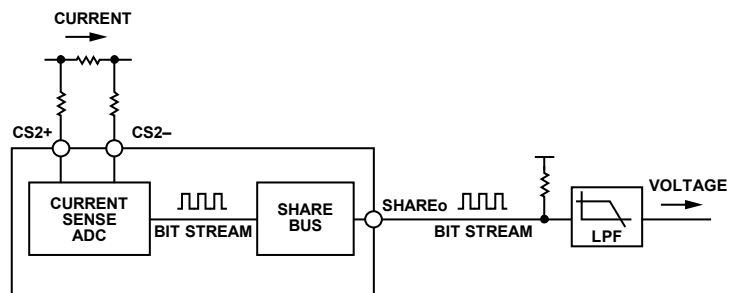 CURRENT
CS2+
CS2–
CURRENT
SENSE
ADC
BIT STREAM
SHARE
BUS
SHAREo
BIT STREAM
LPF
VOLTAGE